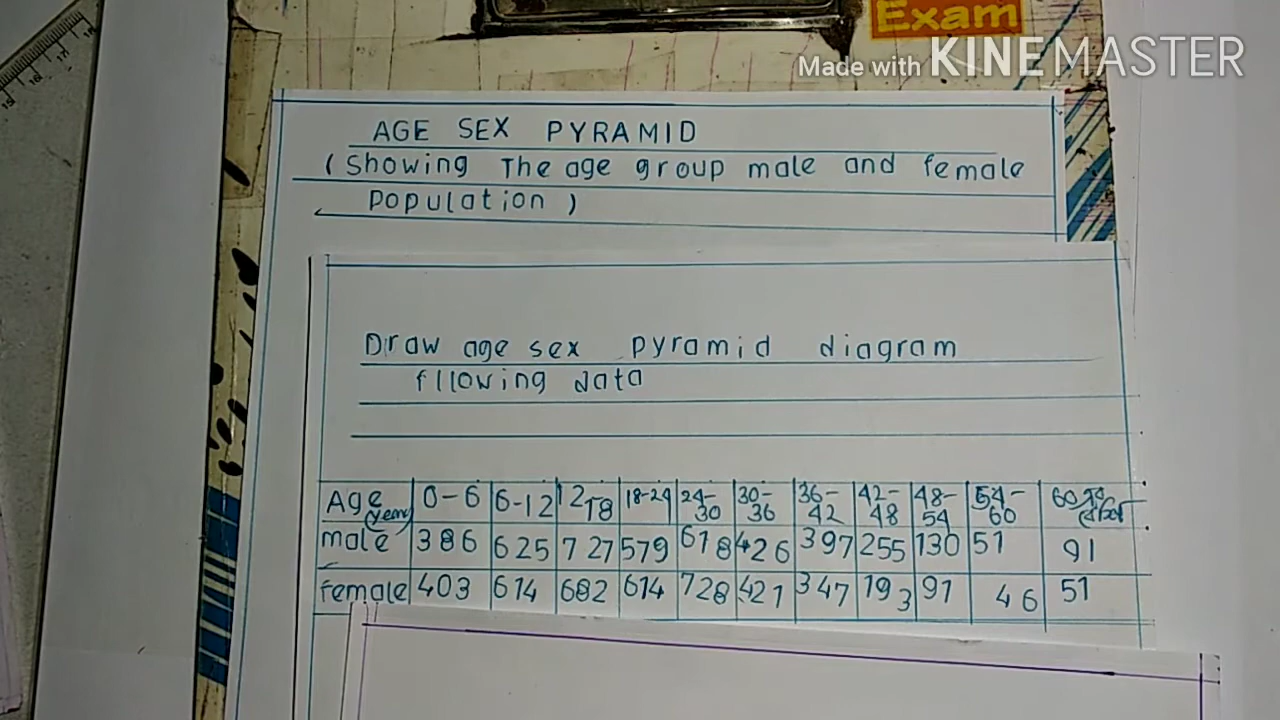 Exam
Made with KINEMASTER
AGE SEX PYRAMID
(Showing The age group male and female
Population)
Draw age sex pyramid diagram
fllowing data
Age (year) 0-6 6-12 12-18 18-24 24-30 30-36 36-42 42-48 48-54 54-60 60
male 386 625 727 579 618 426 397 255 130 51 91
female 403 614 682 614 728 421 347 193 91 46 51